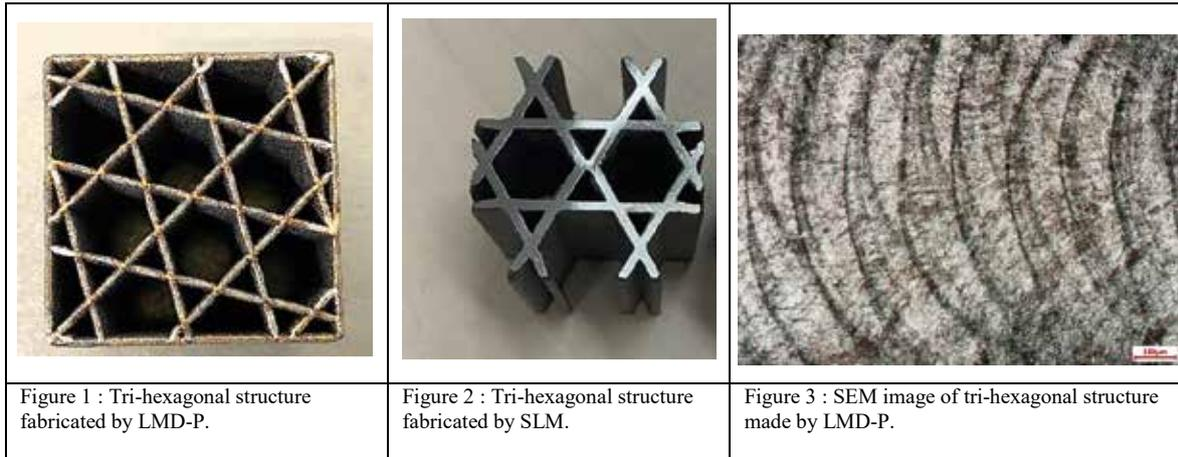 Figure 1 : Tri-hexagonal structure
fabricated by LMD-P.
Figure 2 : Tri-hexagonal structure
fabricated by SLM.
Figure 3 : SEM image of tri-hexagonal structure
made by LMD-P.